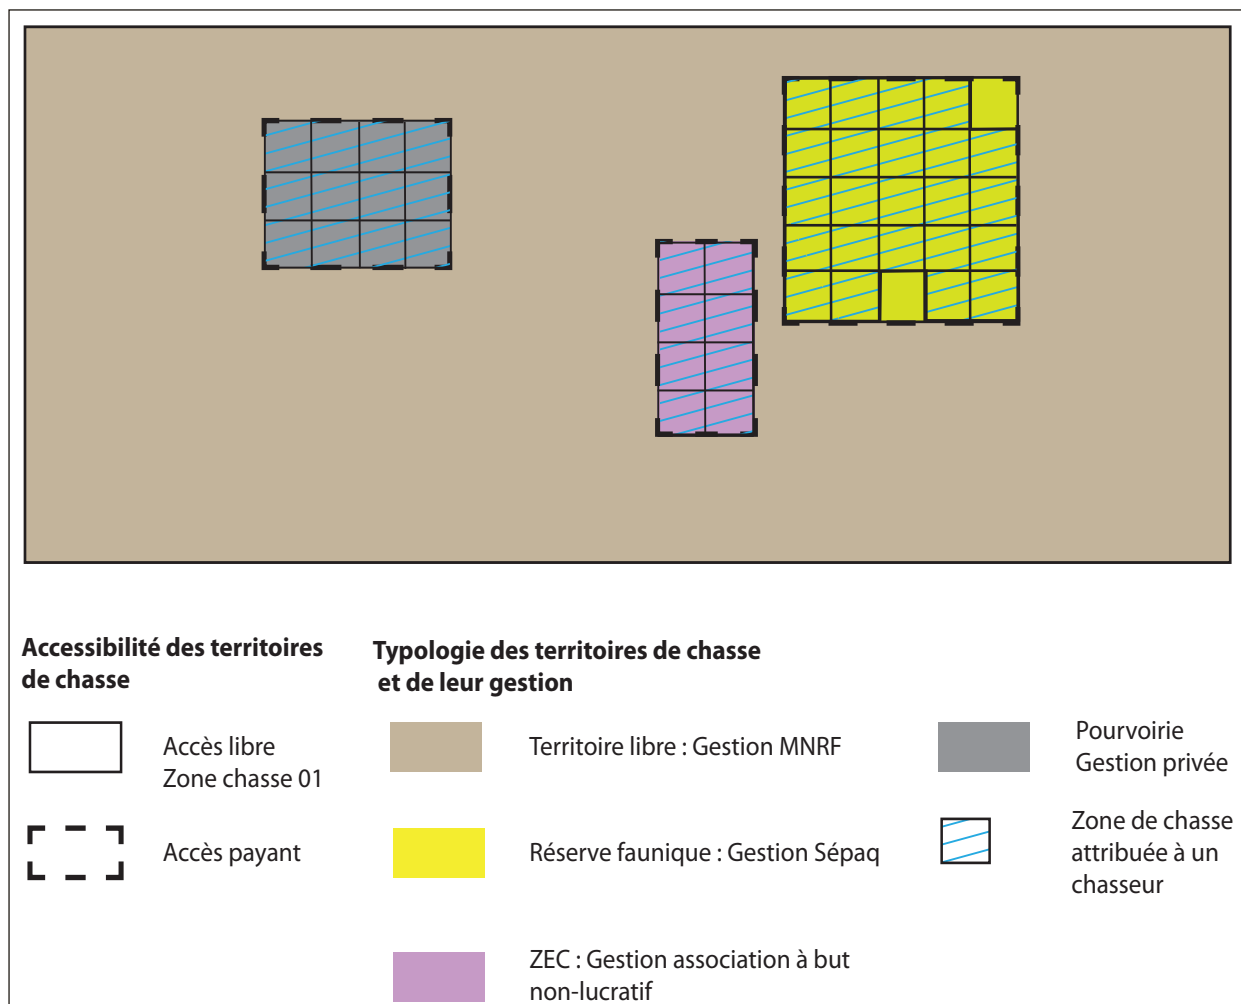 Accessibilité des territoires
de chasse
Accès libre
Zone chasse 01
Accès payant
Typologie des territoires de chasse
et de leur gestion
Territoire libre : Gestion MNRF
Réserve faunique : Gestion Sépaq
ZEC : Gestion association à but
non-lucratif
Pourvoirie
Gestion privée
Zone de chasse
attribuée à un
chasseur